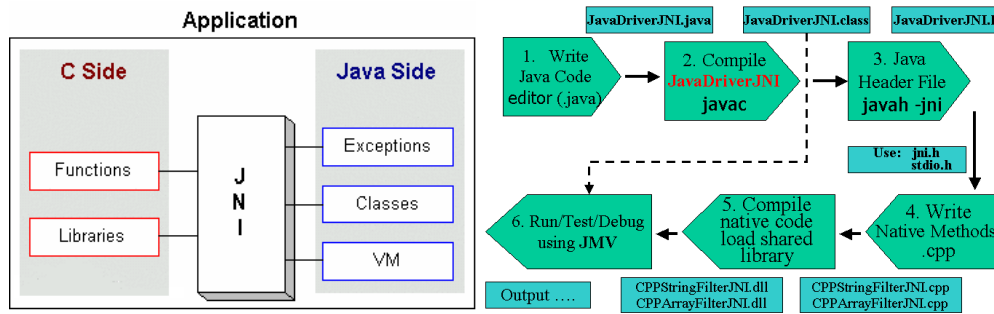 Application
C Side
Java Side
Functions
Libraries
J
N
I
Exceptions
Classes
VM
JavaDriverJNI.java
JavaDriverJNI.class
JavaDriverJNI.h
1. Write
Java Code
editor (.java)
2. Compile
JavaDriverJNI
javac
3. Java
Header File
javah -jni
Use: jni.h
stdio.h
4. Write
Native Methods
.cpp
5. Compile
native code
load shared
library
6. Run/Test/Debug
using JMV
Output ....
CPPStringFilterJNI.dll
CPPArrayFilterJNI.dll
CPPStringFilterJNI.cpp
CPPArrayFilterJNI.cpp